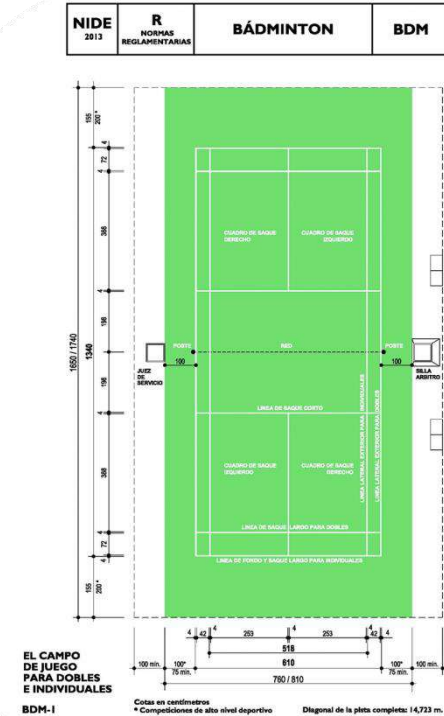 NIDE
2013
R
NORMAS
REGLAMENTARIAS
BÁDMINTON
BDM
155
200*
4
72
4
388
4
198
198
4
388
4
72
4
155
200*
1340
1650 / 1740
CUADRO DE SAQUE
DERECHO
CUADRO DE SAQUE
IZQUIERDO
POSTE
RED
POSTE
100
100
JUEZ
DE
SERVICIO
SILLA
ARBITRO
LINEA DE SAQUE CORTO
CUADRO DE SAQUE
IZQUIERDO
CUADRO DE SAQUE
DERECHO
LINEA LATERAL EXTERIOR PARA INDIVIDUALES
LINEA LATERAL EXTERIOR PARA DOBLES
LINEA DE SAQUE LARGO PARA DOBLES
LINEA DE FONDO Y SAQUE LARGO PARA INDIVIDUALES
4 42 253 4 253 42 4
4 4
518
610
100 min. 100* 100* 100 min.
75 min. 75 min.
760 / 810
EL CAMPO
DE JUEGO
PARA DOBLES
E INDIVIDUALES
BDM-1
Cotas en centímetros
* Competiciones de alto nivel deportivo
Diagonal de la pista completa: 14,723 m.